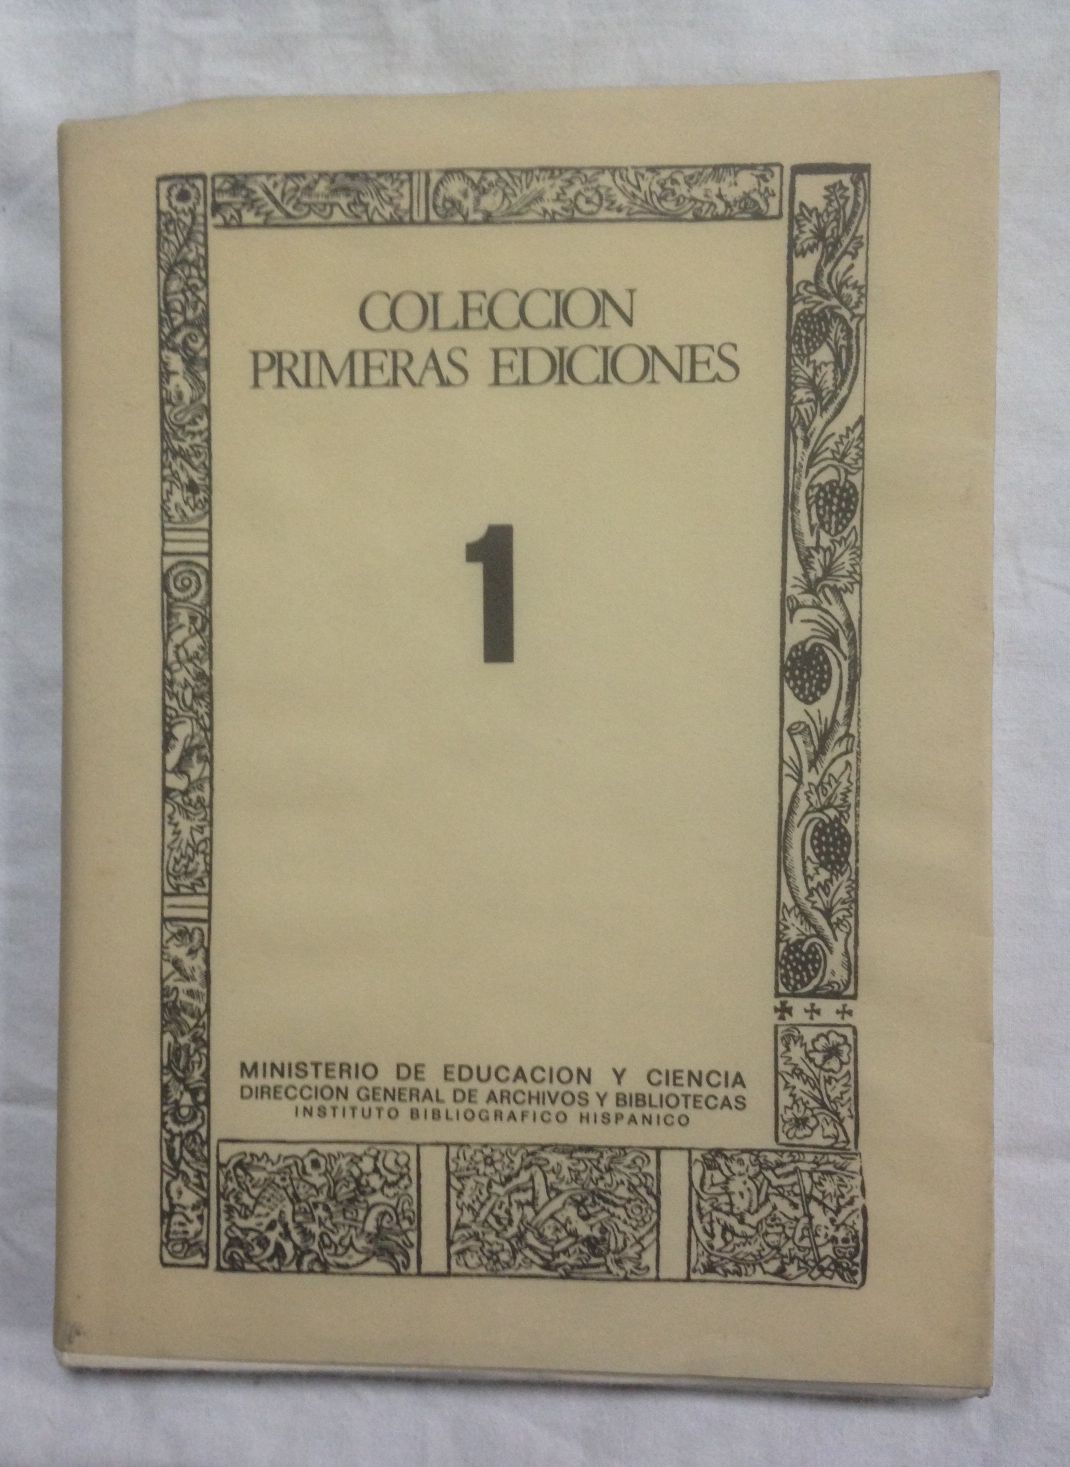 COLECCION
PRIMERAS EDICIONES
1
MINISTERIO DE EDUCACION Y CIENCIA
DIRECCION GENERAL DE ARCHIVOS Y BIBLIOTECAS
INSTITUTO BIBLIOGRAFICO HISPANICO